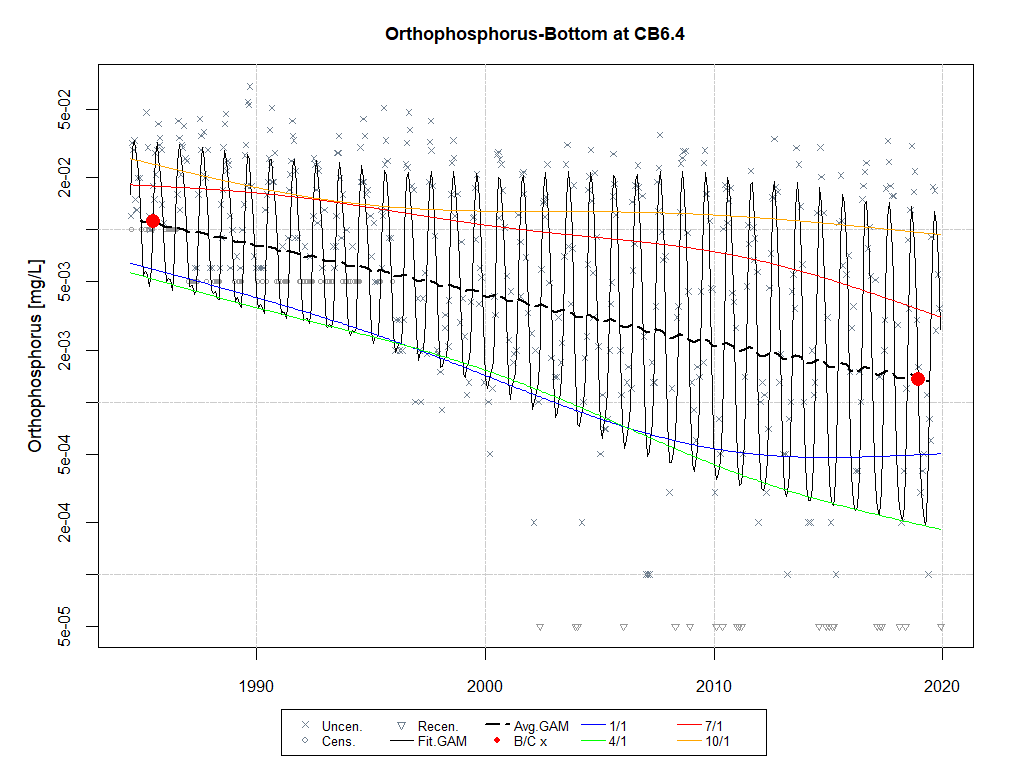 Orthophosphorus-Bottom at CB6.4
Orthophosphorus [mg/L]
5e-02
2e-02
5e-03
2e-03
5e-04
2e-04
5e-05
1990 2000 2010 2020
Uncen. Recen. Avg.GAM 1/1 7/1
Cens. Fit.GAM B/C x 4/1 10/1